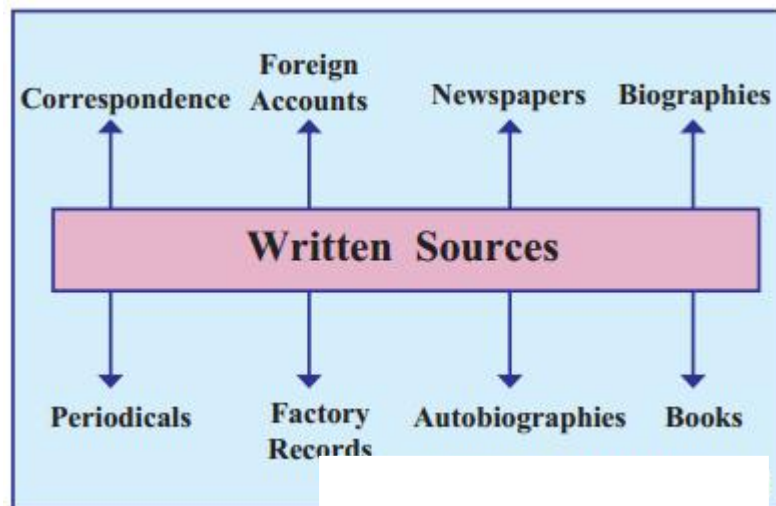 Correspondence
Foreign
Accounts
Newspapers
Biographies
Written Sources
Periodicals
Factory
Records
Autobiographies
Books